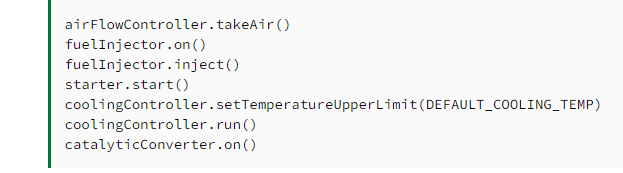 airFlowController.takeAir()
fuelInjector.on()
fuelInjector.inject()
starter.start()
coolingController.setTemperatureUpperLimit(DEFAULT_COOLING_TEMP)
coolingController.run()
catalyticConverter.on()